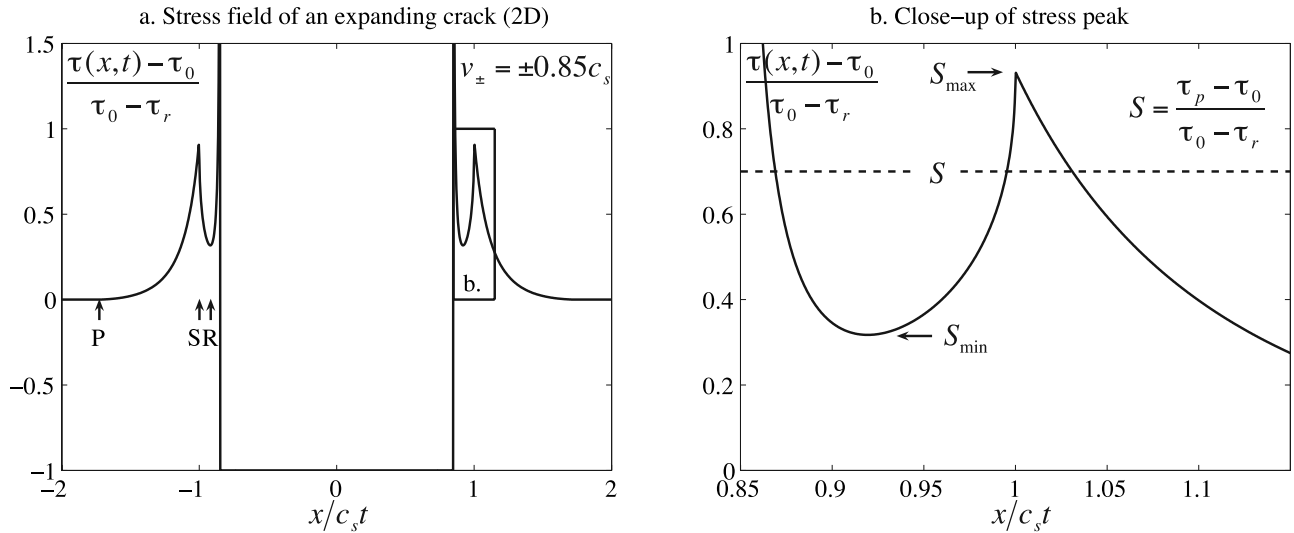 a. Stress field of an expanding crack (2D)
1.5
1
0.5
0
−0.5
−1
τ(x,t) − τ₀
τ₀ − τᵣ
v± = ±0.85cₛ
P
S R
b.
−2
−1
0
1
2
x/cₛt
b. Close−up of stress peak
1
0.8
0.6
0.4
0.2
0
τ(x,t) − τ₀
τ₀ − τᵣ
Smax
S = τₚ − τ₀
τ₀ − τᵣ
S
Smin
0.85
0.9
0.95
1
1.05
1.1
x/cₛt